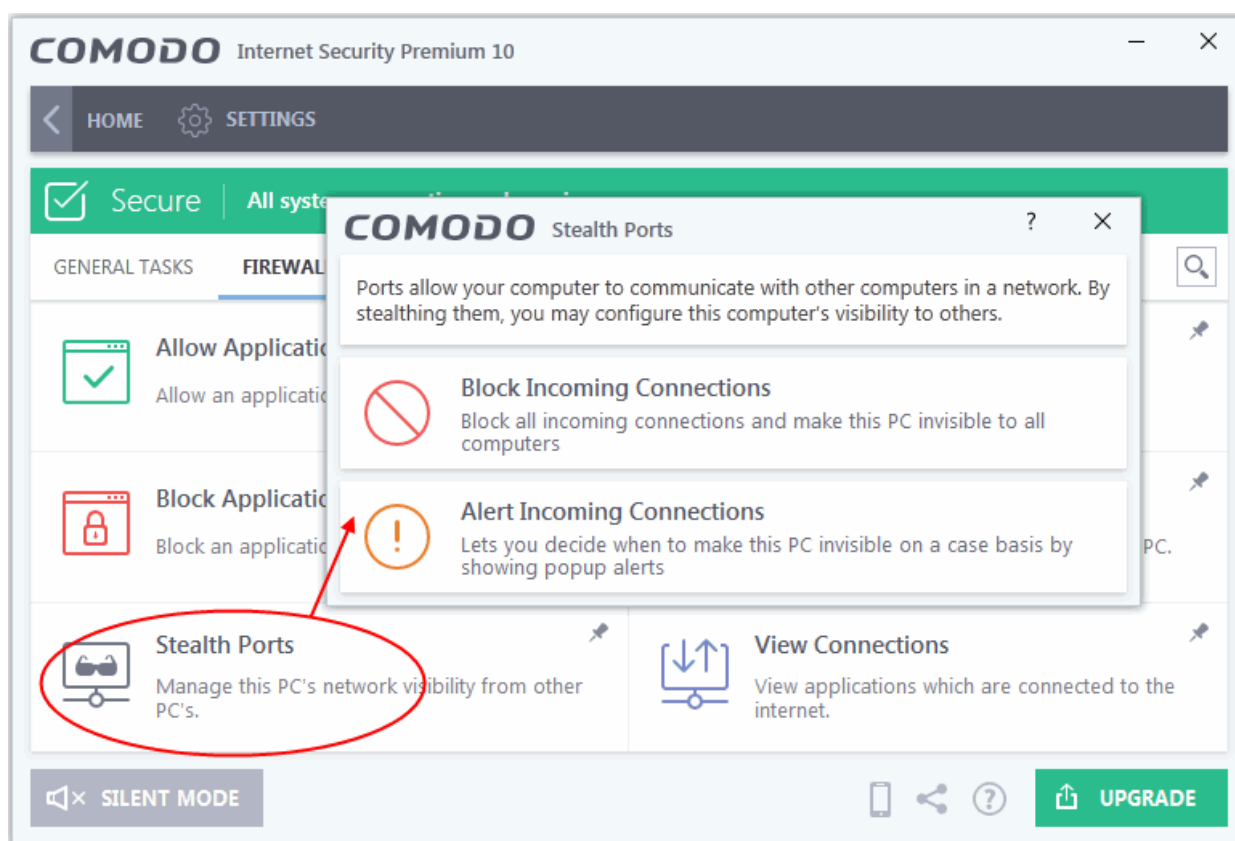 COMODO Internet Security Premium 10
HOME SETTINGS
Secure All syste
COMODO Stealth Ports ?
GENERAL TASKS FIREWAL
Ports allow your computer to communicate with other computers in a network. By
stealthing them, you may configure this computer's visibility to others.
Allow Applicatio
Allow an applicatio
Block Incoming Connections
Block all incoming connections and make this PC invisible to all
computers
Block Applicatio
Block an applicatio
PC.
Alert Incoming Connections
Lets you decide when to make this PC invisible on a case basis by
showing popup alerts
Stealth Ports
Manage this PC's network visibility from other
PC's.
View Connections
View applications which are connected to the
internet.
SILENT MODE
?
UPGRADE